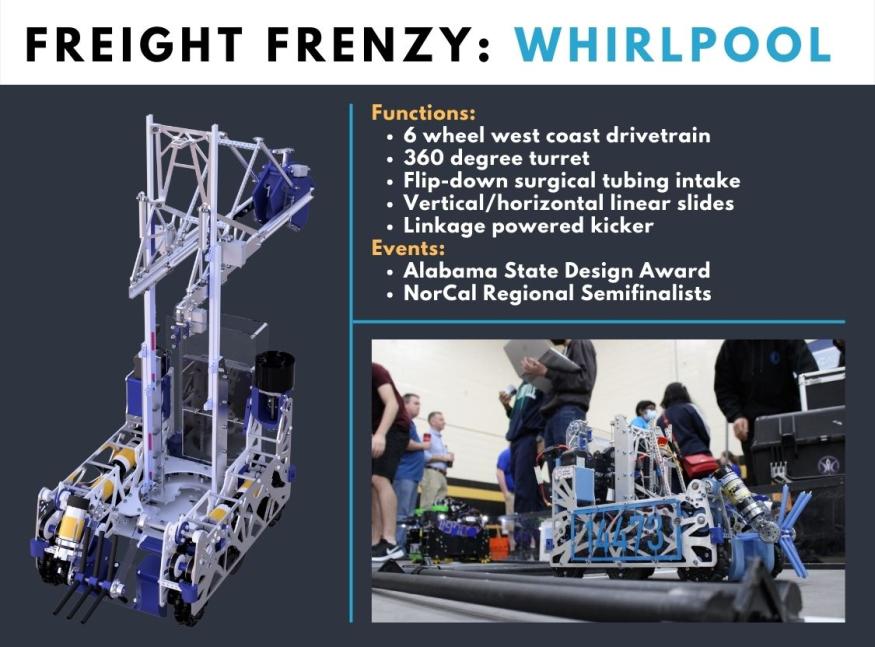 FREIGHT FRENZY: WHIRLPOOL
Functions:
• 6 wheel west coast drivetrain
• 360 degree turret
• Flip-down surgical tubing intake
• Vertical/horizontal linear slides
• Linkage powered kicker
Events:
• Alabama State Design Award
• NorCal Regional Semifinalists
14473